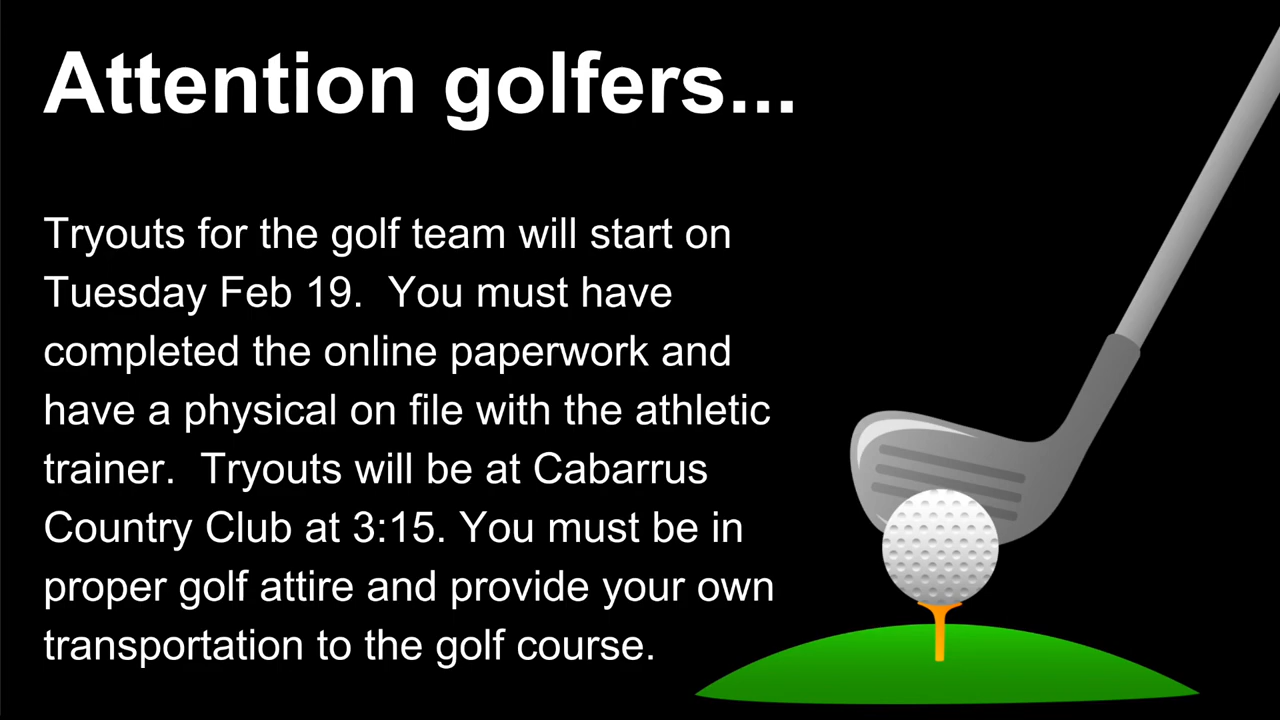 Attention golfers...
Tryouts for the golf team will start on
Tuesday Feb 19.  You must have
completed the online paperwork and
have a physical on file with the athletic
trainer.  Tryouts will be at Cabarrus
Country Club at 3:15. You must be in
proper golf attire and provide your own
transportation to the golf course.